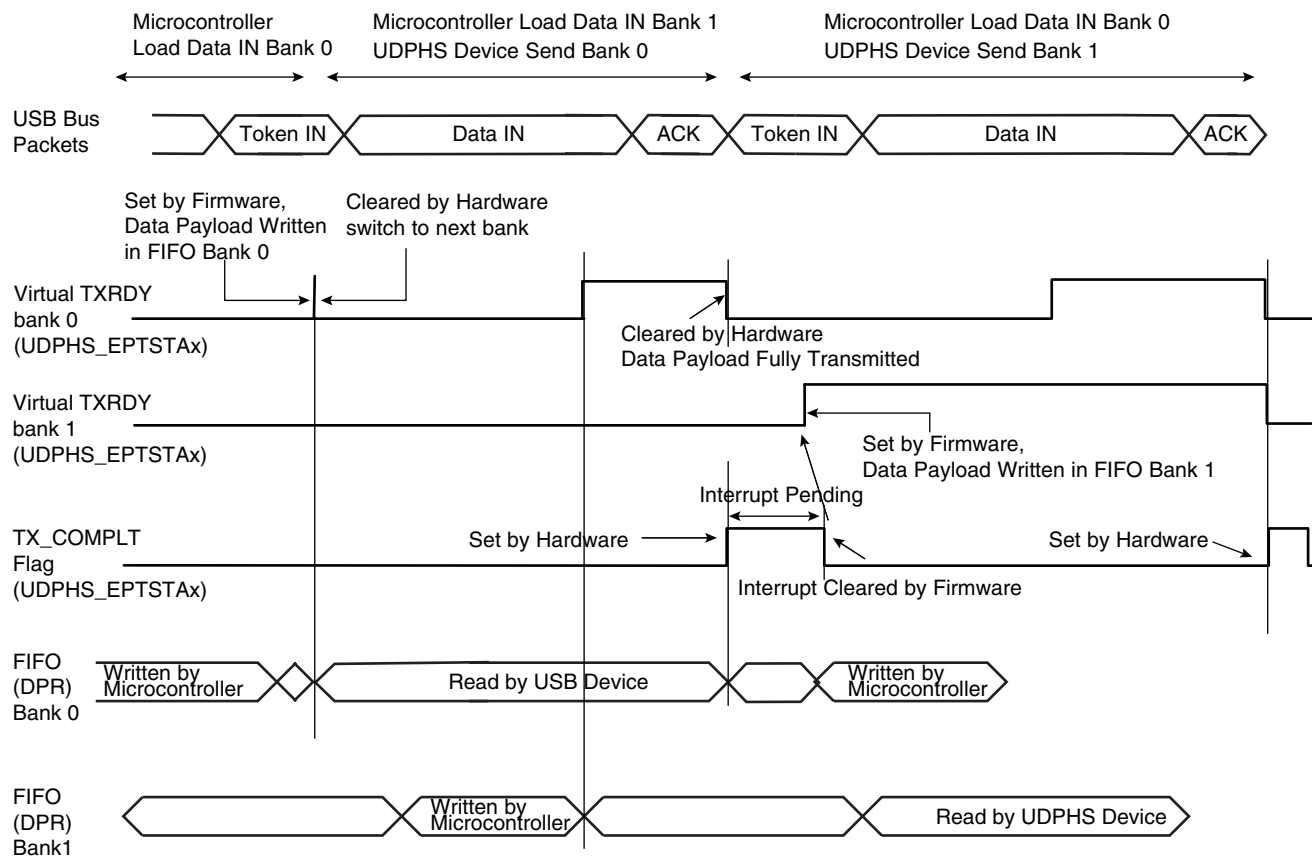 Microcontroller
Load Data IN Bank 0
Microcontroller Load Data IN Bank 1
UDPHS Device Send Bank 0
Microcontroller Load Data IN Bank 0
UDPHS Device Send Bank 1
USB Bus
Packets
Token IN
Data IN
ACK
Token IN
Data IN
ACK
Set by Firmware,
Data Payload Written
in FIFO Bank 0
Cleared by Hardware
switch to next bank
Virtual TXRDY
bank 0
(UDPHS_EPTSTAx)
Cleared by Hardware
Data Payload Fully Transmitted
Virtual TXRDY
bank 1
(UDPHS_EPTSTAx)
Set by Firmware,
Data Payload Written in FIFO Bank 1
Interrupt Pending
TX_COMPLT
Flag
(UDPHS_EPTSTAx)
Set by Hardware
Set by Hardware
Interrupt Cleared by Firmware
FIFO
(DPR)
Bank 0
Written by
Microcontroller
Read by USB Device
Written by
Microcontroller
FIFO
(DPR)
Bank1
Written by
Microcontroller
Read by UDPHS Device